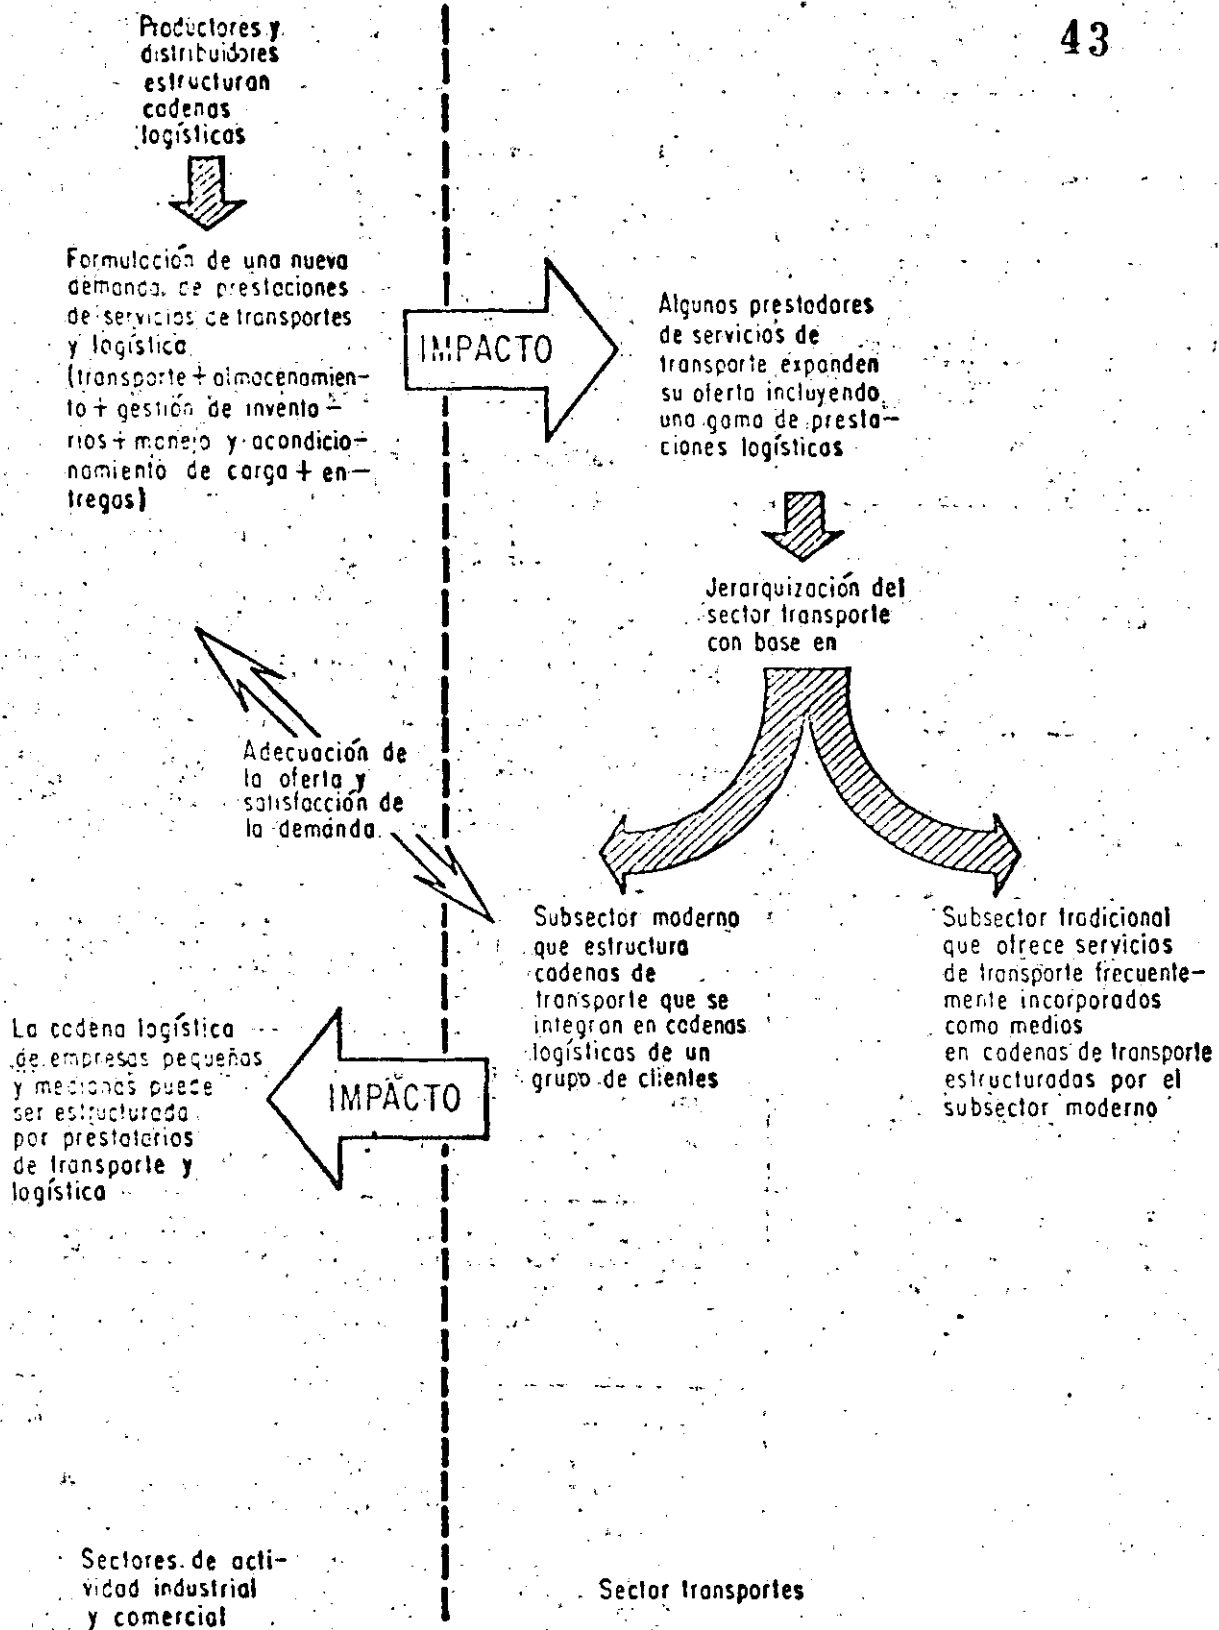 43
Productores y
distribuidores
estructuran
cadenas
logísticas
Formulación de una nueva
demanda, de prestaciones
de servicios de transportes
y logística
(transporte + almacenamien-
to + gestión de inventa-
rios + manejo y acondicio-
namiento de carga + en-
tregas)
IMPACTO
Algunos prestadores
de servicios de
transporte expanden
su oferta incluyendo
una gama de presta-
ciones logísticas
Jerarquización del
sector transporte
con base en
Adecuación de
la oferta y
satisfacción de
la demanda
Subsector moderno
que estructura
cadenas de
transporte que se
integran en cadenas
logísticas de un
grupo de clientes
Subsector tradicional
que ofrece servicios
de transporte frecuente-
mente incorporados
como medios
en cadenas de transporte
estructuradas por el
subsector moderno
IMPACTO
La cadena logística
de empresas pequeñas
y medianas puede
ser estructurada
por prestatarios
de transporte y
logística
Sectores de acti-
vidad industrial
y comercial
Sector transportes